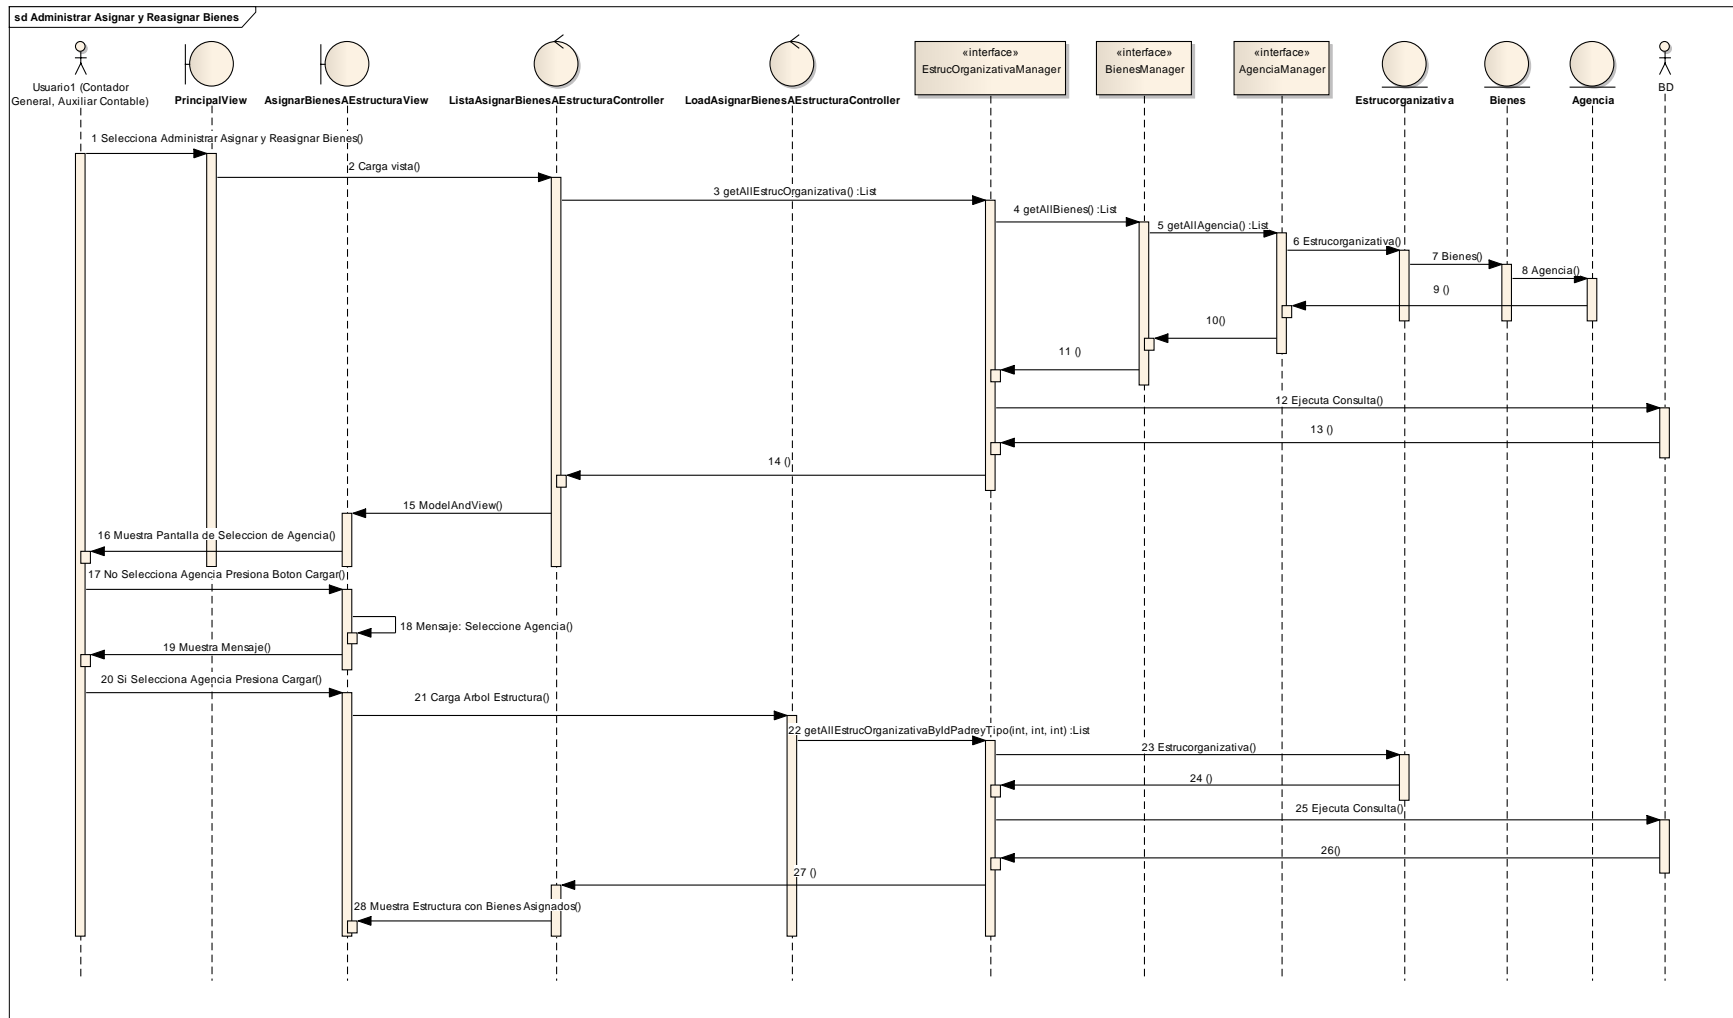 sd Administrar Asignar y Reasignar Bienes
Usuario1 (Contador
General, Auxiliar Contable)
PrincipalView
AsignarBienesAEstructuraView
ListaAsignarBienesAEstructuraController
LoadAsignarBienesAEstructuraController
«interface»
EstrucOrganizativaManager
«interface»
BienesManager
«interface»
AgenciaManager
Estrucorganizativa
Bienes
Agencia
BD
1 Selecciona Administrar Asignar y Reasignar Bienes()
2 Carga vista()
3 getAllEstrucOrganizativa() :List
4 getAllBienes() :List
5 getAllAgencia() :List
6 Estrucorganizativa()
7 Bienes()
8 Agencia()
9 ()
10()
11 ()
12 Ejecuta Consulta()
13 ()
14 ()
15 ModelAndView()
16 Muestra Pantalla de Seleccion de Agencia()
17 No Selecciona Agencia Presiona Boton Cargar()
18 Mensaje: Seleccione Agencia()
19 Muestra Mensaje()
20 Si Selecciona Agencia Presiona Cargar()
21 Carga Arbol Estructura()
22 getAllEstrucOrganizativaByIdPadreyTipo(int, int, int) :List
23 Estrucorganizativa()
24 ()
25 Ejecuta Consulta()
26()
27 ()
28 Muestra Estructura con Bienes Asignados()